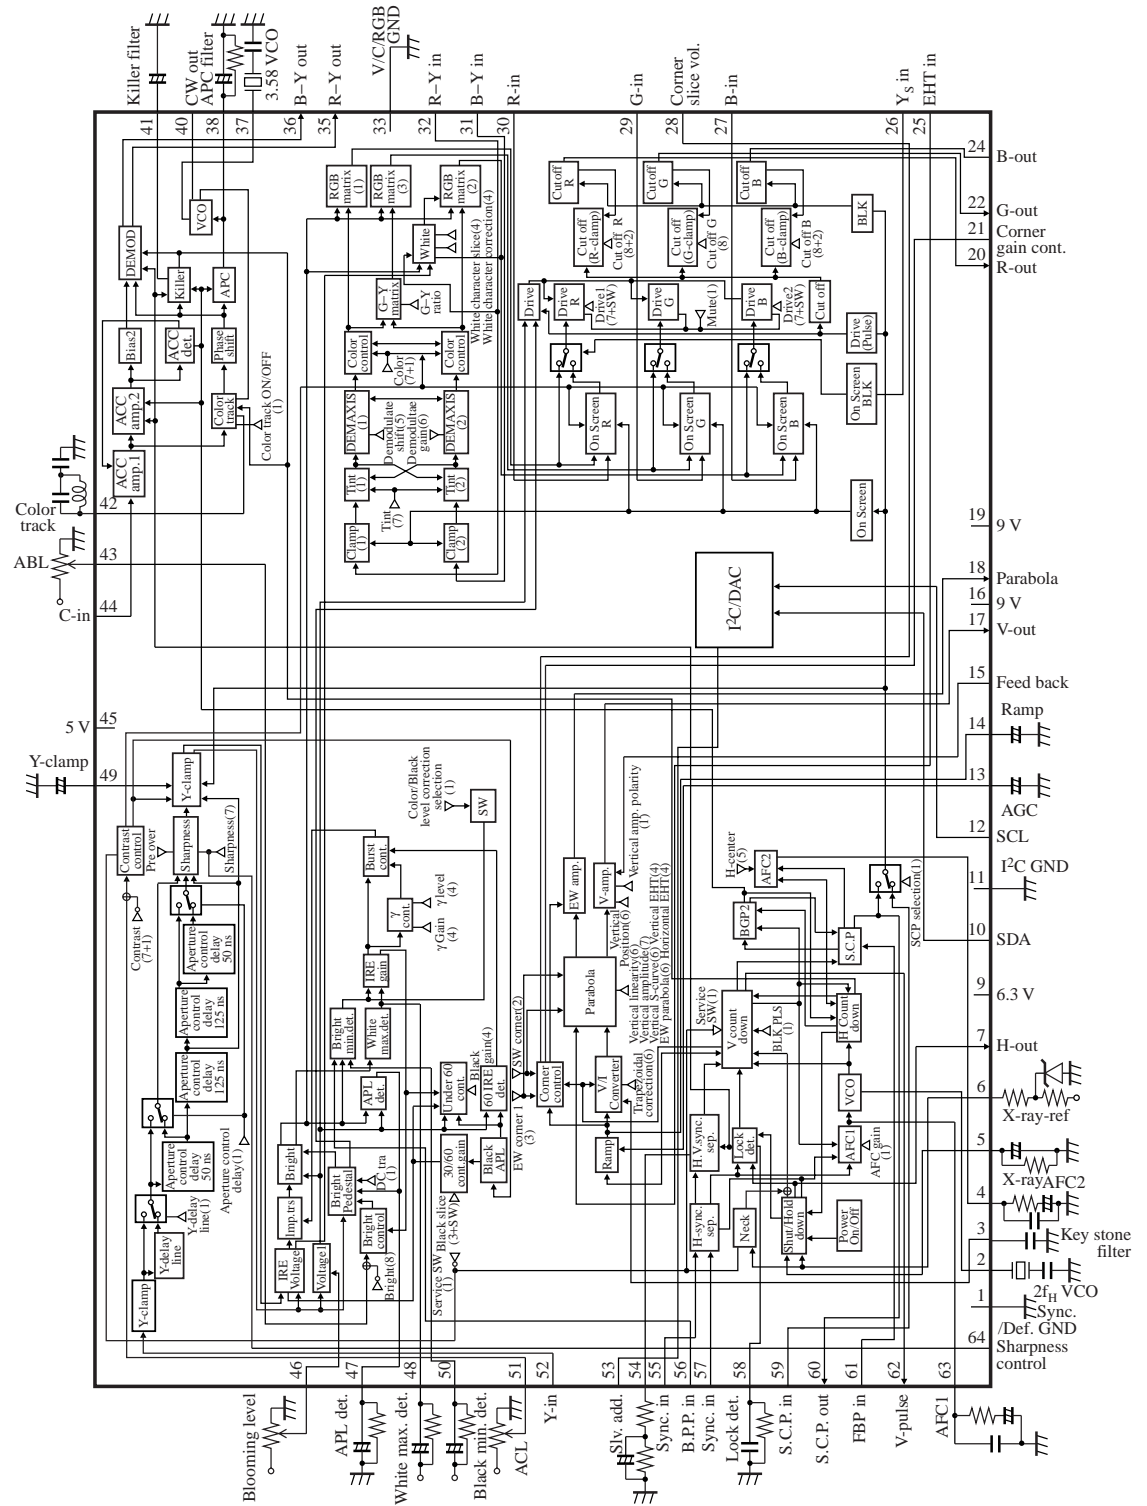 Killer filter
CW out
APC filter
3.58 VCO
B−Y out
R−Y out
V/C/RGB
GND
R−Y in
B−Y in
R-in
G-in
Corner
slice vol.
B-in
YS in
EHT in
41
40
38
37
36
35
33
32
31
30
29
28
27
26
25
24
B-out
22
G-out
21
Corner
gain cont.
20
R-out
19
9 V
18
Parabola
16
9 V
17
V-out
15
Feed back
14
Ramp
13
AGC
12
SCL
11
I²C GND
10
SDA
9
6.3 V
7
H-out
6
X-ray-ref
5
X-ray
4
AFC2
3
Key stone
filter
2
2fH VCO
1
Sync.
/Def. GND
64
Sharpness
control
42
Color
track
43
ABL
44
C-in
45
5 V
49
Y-clamp
46
47
48
50
51
52
53
54
55
56
57
58
59
60
61
62
63
Blooming level
APL det.
White max. det.
Black min. det.
ACL
Y-in
Slv. add.
Sync. in
B.P.P. in
Sync. in
Lock det.
S.C.P. in
S.C.P. out
FBP in
V-pulse
AFC1
DEMOD
VCO
Killer
APC
Bias2
ACC
det.
Phase
shift
ACC
amp.2
Color
track
Color track ON/OFF
(1)
ACC
amp.1
RGB
matrix
(1)
RGB
matrix
(3)
RGB
matrix
(2)
White
White character slice(4)
White character correction(4)
G−Y
matrix
G−Y
ratio
Color
control
Color
control
Color
(7+1)
DEMAXIS
(1)
Demodulate
shift(5)
Demodultae
gain(6)
DEMAXIS
(2)
Tint
(1)
Tint
(2)
Tint
(7)
Clamp
(1)
Clamp
(2)
Cut off
R
Cut off
G
Cut off
B
BLK
Cut off
(R-clamp)
Cut off R
(8+2)
Cut off
(G-clamp)
Cut off G
(8)
Cut off
(B-clamp)
Cut off B
(8+2)
Drive
Drive
R
Drive1
(7+SW)
Drive
G
Mute(1)
Drive
B
Drive2
(7+SW)
Cut off
Drive
(Pulse)
On Screen
BLK
On Screen
R
On Screen
G
On Screen
B
On Screen
I²C/DAC
Y-clamp
Contrast
control
Pre over
Sharpness
Sharpness(7)
Contrast
(7+1)
Aperture
control
delay
50 ns
Aperture
control
delay
125 ns
Aperture
control
delay
125 ns
Aperture
control
delay
50 ns
Aperture control
delay(1)
Y-delay
line(1)
Y-delay
line
Y-clamp
Color/Black
level correction
selection
(1)
SW
Burst
cont.
γ
cont.
γ level
(4)
γ Gain
(4)
IRE
gain
Bright
min.det.
White
max.det.
APL
det.
Under 60
cont.
Black
60 IRE
det.
gain(4)
Bright
Imp.trs
IRE
Voltage
Voltage1
Bright
Pedestal
DC tra
(1)
Bright
control
Bright(8)
30/60
cont.gain
Black
APL
Service SW
(1)
Black slice
(3+SW)
SW corner(2)
EW corner 1
(3)
Corner
control
EW amp.
V-amp.
Vertical amp. polarity
(1)
Vertical
Position(6)
Parabola
Vertical linearity(6)
Vertical amplitude(7)
Vertical S-curve(6)
EW parabola(6)
Vertical EHT(4)
Horizontal EHT(4)
V/I
Converter
Trapezoidal
correction(6)
Ramp
H-center
(5)
AFC2
BGP2
S.C.P
SCP selection(1)
Service
SW(1)
V count
down
BLK PLS
(1)
H Count
down
VCO
AFC1
AFC gain
(1)
H.V.sync.
sep.
Lock
det.
H-sync.
sep.
Neck
Shut/Hold
down
Power
On/Off